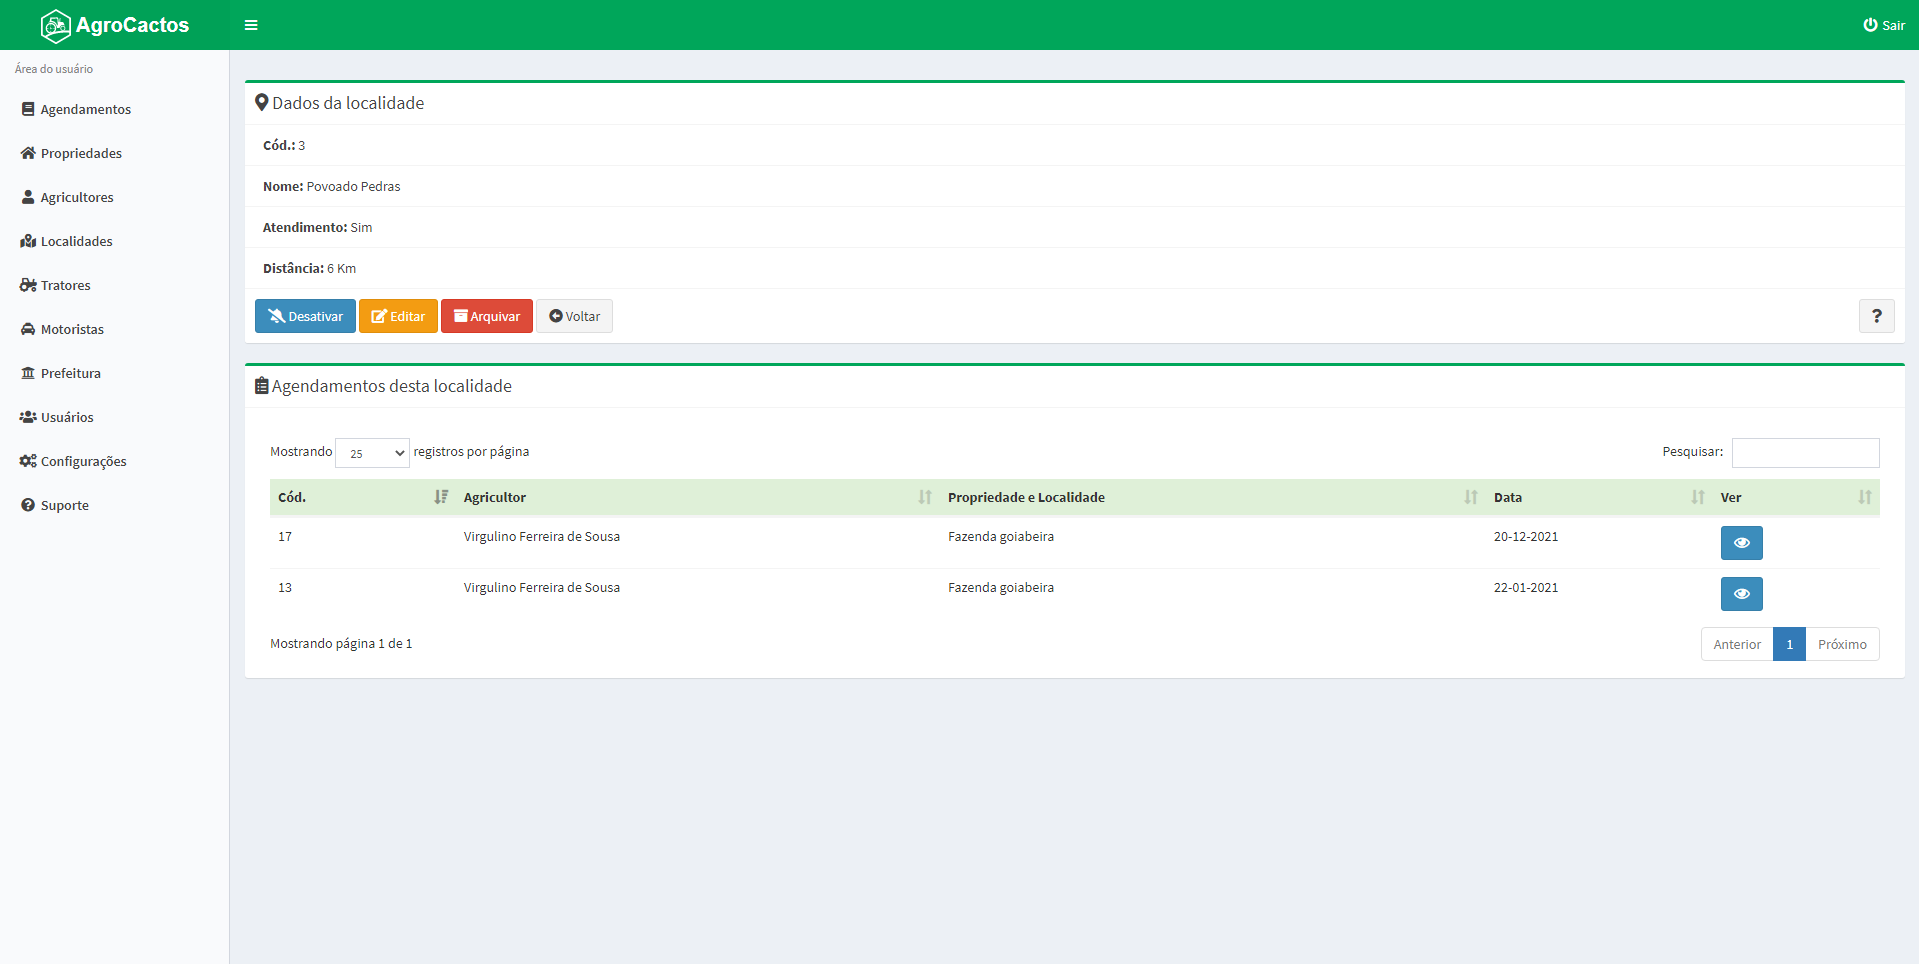 AgroCactos
Sair
Área do usuário
Agendamentos
Propriedades
Agricultores
Localidades
Tratores
Motoristas
Prefeitura
Usuários
Configurações
Suporte
Dados da localidade
Cód.: 3
Nome: Povoado Pedras
Atendimento: Sim
Distância: 6 Km
Desativar Editar Arquivar Voltar ?
Agendamentos desta localidade
Mostrando 25 registros por página Pesquisar:
Cód. Agricultor Propriedade e Localidade Data Ver
17 Virgulino Ferreira de Sousa Fazenda goiabeira 20-12-2021
13 Virgulino Ferreira de Sousa Fazenda goiabeira 22-01-2021
Mostrando página 1 de 1 Anterior 1 Próximo